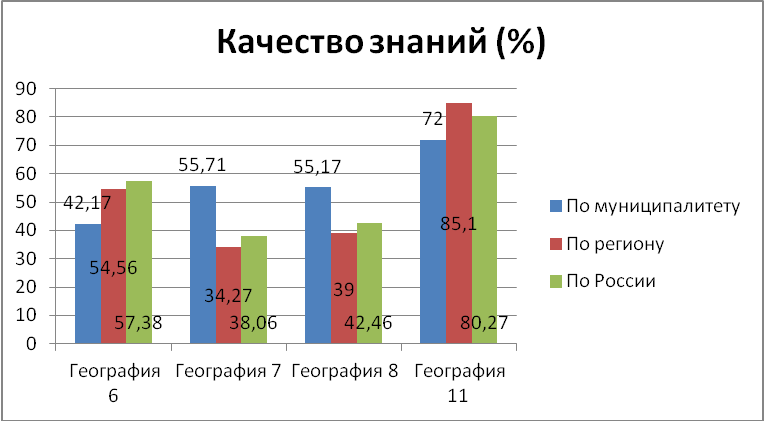 Качество знаний (%)
90
80
70
60
50
40
30
20
10
0
42,17
54,56
57,38
55,71
34,27
38,06
55,17
39
42,46
72
85,1
80,27
География 6
География 7
География 8
География 11
По муниципалитету
По региону
По России